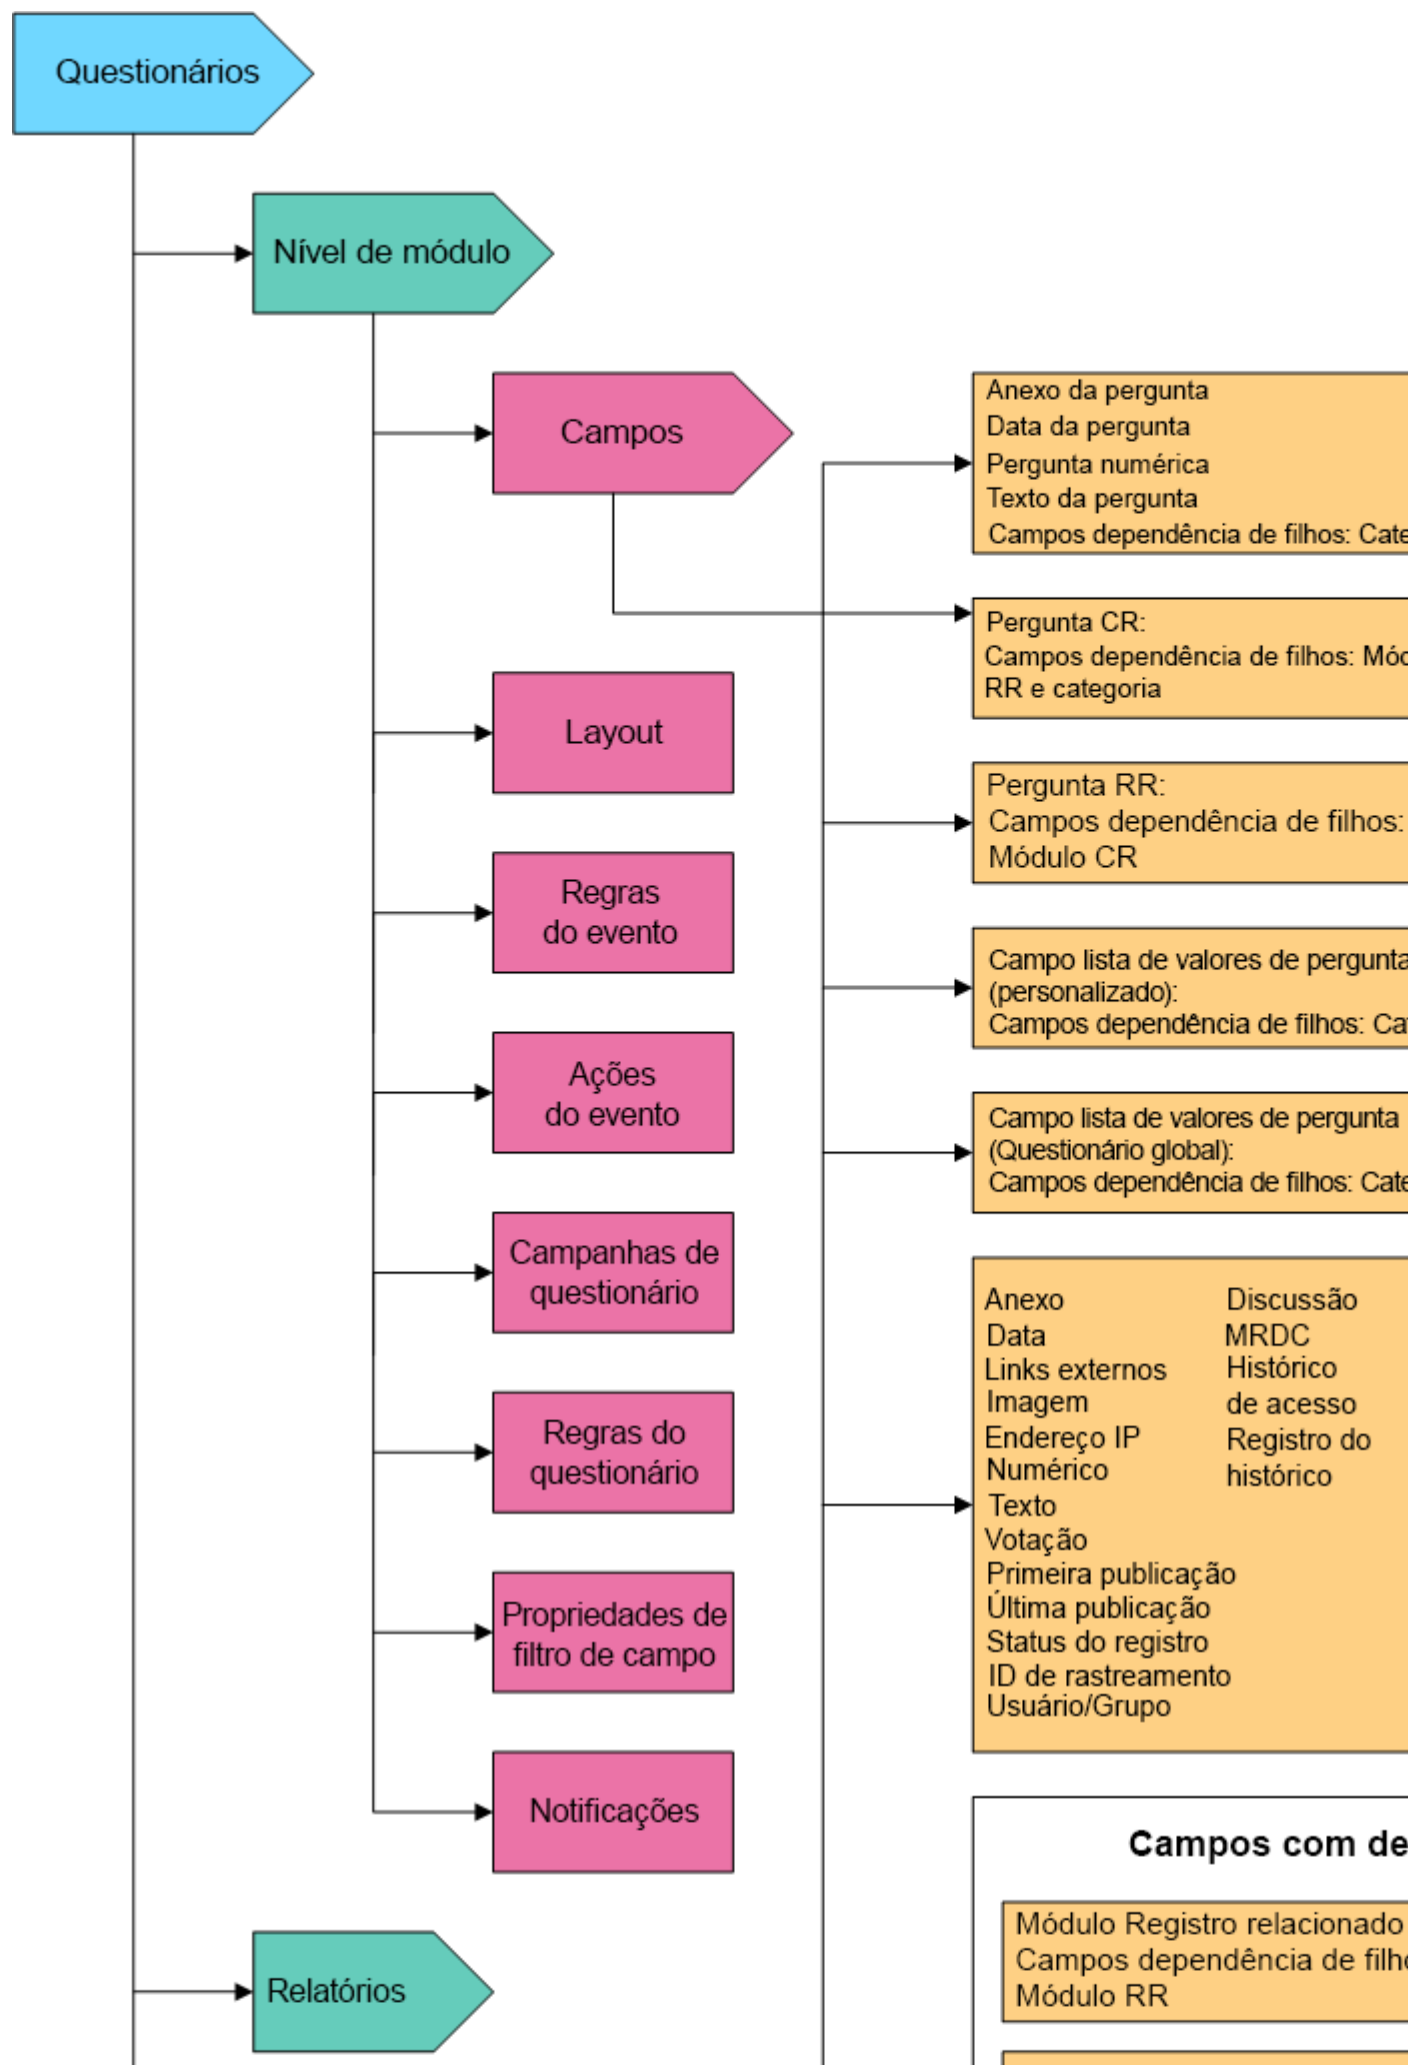 Questionários
Nível de módulo
Campos
Layout
Regras
do evento
Ações
do evento
Campanhas de
questionário
Regras do
questionário
Propriedades de
filtro de campo
Notificações
Relatórios
Anexo da pergunta
Data da pergunta
Pergunta numérica
Texto da pergunta
Campos dependência de filhos:
Pergunta CR:
Campos dependência de filhos:
RR e categoria
Pergunta RR:
Campos dependência de filhos:
Módulo CR
Campo lista de valores de pergunta
(personalizado):
Campos dependência de filhos:
Campo lista de valores de pergunta
(Questionário global):
Campos dependência de filhos:
Anexo
Data
Links externos
Imagem
Endereço IP
Numérico
Texto
Votação
Primeira publicação
Última publicação
Status do registro
ID de rastreamento
Usuário/Grupo
Discussão
MRDC
Histórico
de acesso
Registro do
histórico
Campos com
Módulo Registro relacionado
Campos dependência de
Módulo RR